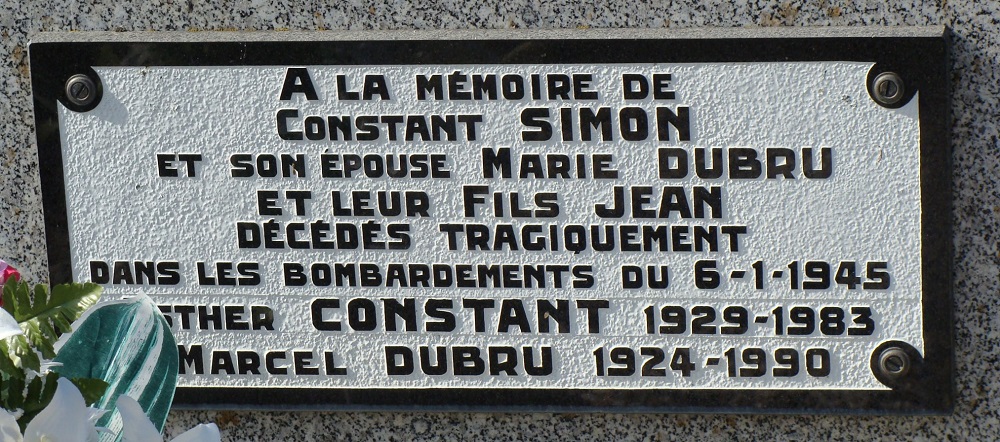 A LA MÉMOIRE DE
CONSTANT SIMON
ET SON ÉPOUSE MARIE DUBRU
ET LEUR FILS JEAN
DÉCÉDÉS TRAGIQUEMENT
DANS LES BOMBARDEMENTS DU 6-1-1945
STHER CONSTANT 1929-1983
MARCEL DUBRU 1924-1990